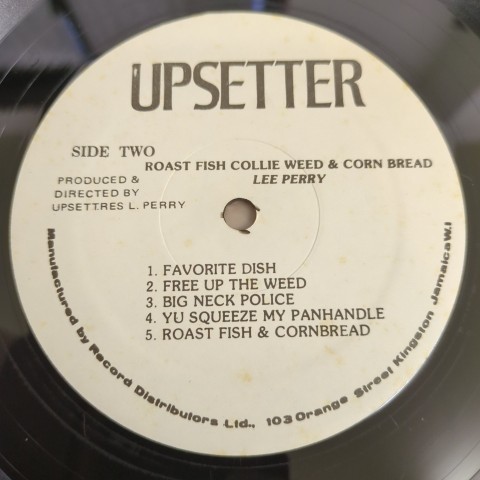 UPSETTER
SIDE TWO
ROAST FISH COLLIE WEED & CORN BREAD
LEE PERRY
PRODUCED &
DIRECTED BY
UPSETT.RES L. PERRY
1. FAVORITE DISH
2. FREE UP THE WEED
3. BIG NECK POLICE
4. YU SQUEEZE MY PANHANDLE
5. ROAST FISH & CORNBREAD
Manufactured by Record Distributors Ltd., 103 Orange Street Kingston Jamaica W.I